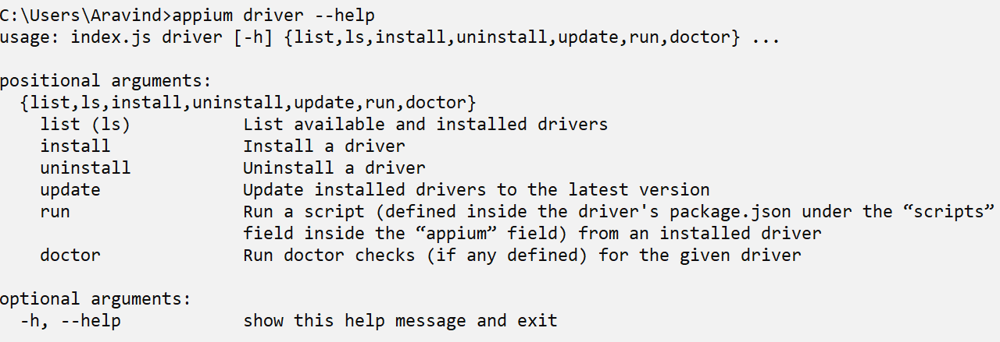 C:\Users\Aravind>appium driver --help
usage: index.js driver [-h] {list,ls,install,uninstall,update,run,doctor} ...
positional arguments:
{list,ls,install,uninstall,update,run,doctor}
list (ls) List available and installed drivers
install Install a driver
uninstall Uninstall a driver
update Update installed drivers to the latest version
run Run a script (defined inside the driver's package.json under the “scripts”
field inside the “appium” field) from an installed driver
doctor Run doctor checks (if any defined) for the given driver
optional arguments:
-h, --help show this help message and exit